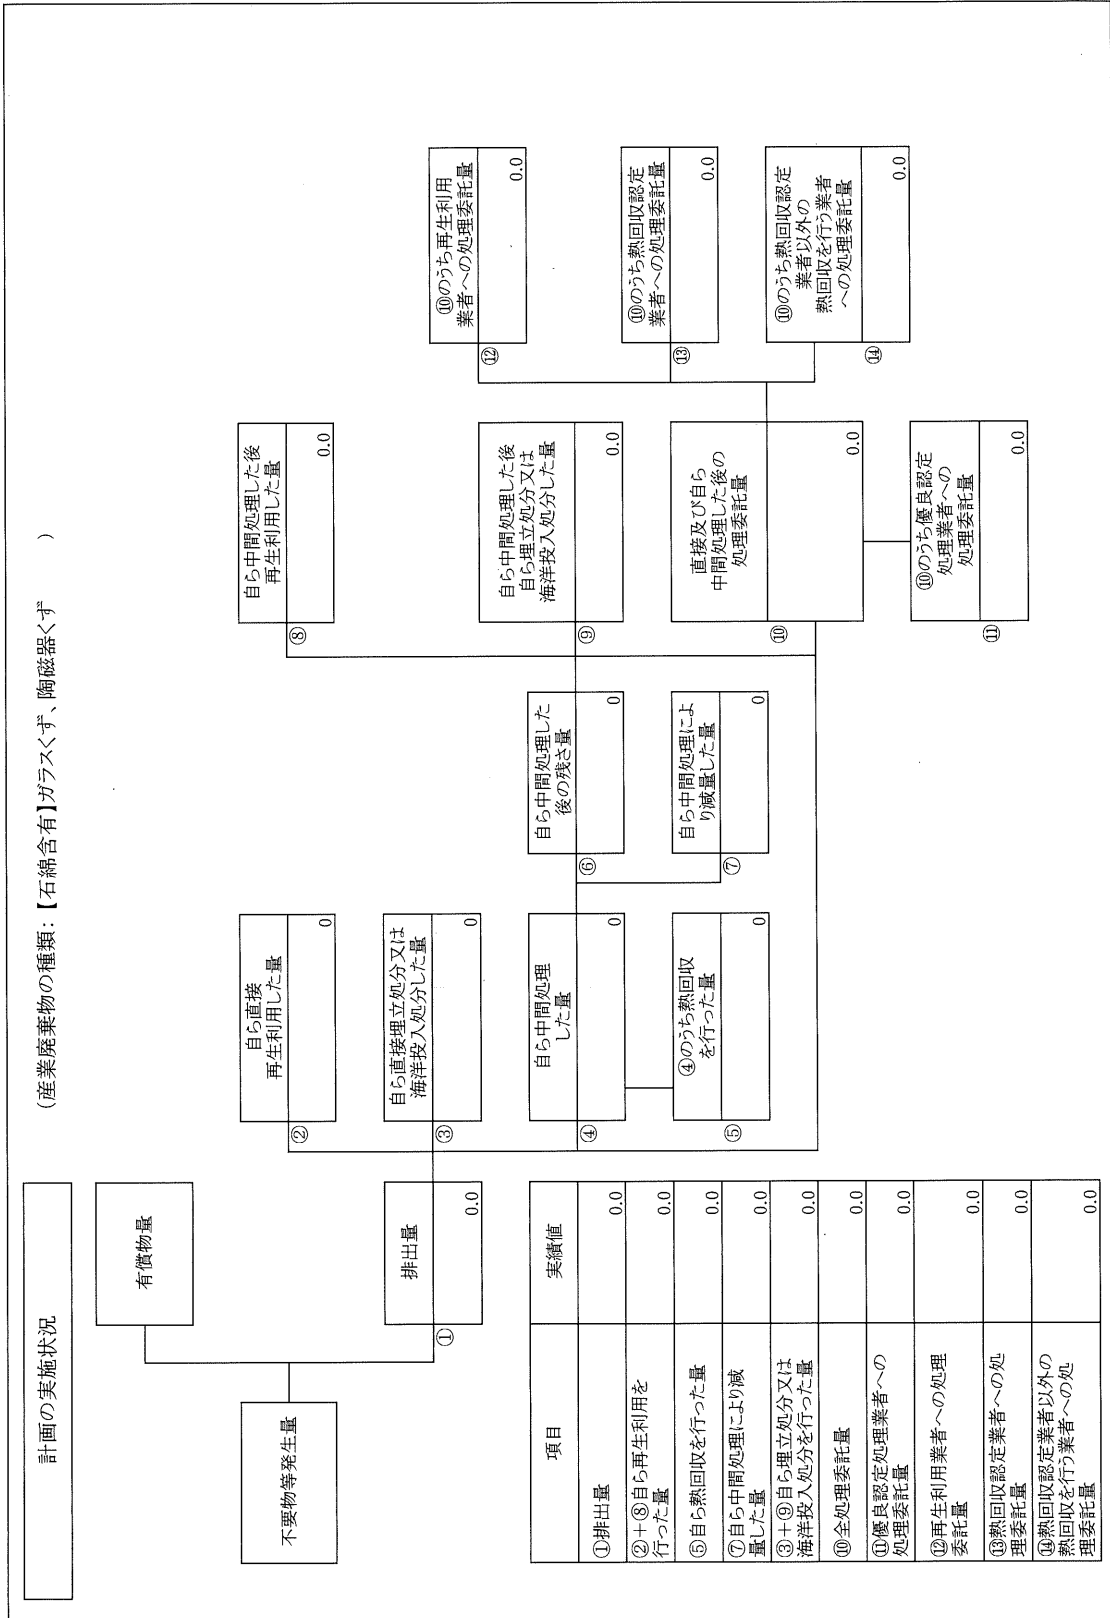 計画の実施状況
(産業廃棄物の種類:【石綿含有】ガラスくず、陶磁器くず )
不要物等発生量
有償物量
①
排出量
0.0
②
自ら直接
再生利用した量
0
③
自ら直接埋立処分又は
海洋投入処分した量
0
④
自ら中間処理
した量
0
⑤
④のうち熱回収
を行った量
0
⑥
自ら中間処理した
後の残さ量
0
⑦
自ら中間処理によ
り減量した量
0
⑧
自ら中間処理した後
再生利用した量
0.0
⑨
自ら中間処理した後
自ら埋立処分又は
海洋投入処分した量
0.0
⑩
直接及び自ら
中間処理した後の
処理委託量
0.0
⑪
⑩のうち優良認定
処理業者への
処理委託量
0.0
⑫
⑩のうち再生利用
業者への処理委託量
0.0
⑬
⑩のうち熱回収認定
業者への処理委託量
0.0
⑭
⑩のうち熱回収認定
業者以外の
熱回収を行う業者
への処理委託量
0.0
項目 実績値
①排出量 0.0
②+⑧自ら再生利用を
行った量 0.0
⑤自ら熱回収を行った量 0.0
⑦自ら中間処理により減
量した量 0.0
③+⑨自ら埋立処分又は
海洋投入処分を行った量 0.0
⑩全処理委託量 0.0
⑪優良認定処理業者への
処理委託量 0.0
⑫再生利用業者への処理
委託量 0.0
⑬熱回収認定業者への処
理委託量 0.0
⑭熱回収認定業者以外の
熱回収を行う業者への処
理委託量 0.0